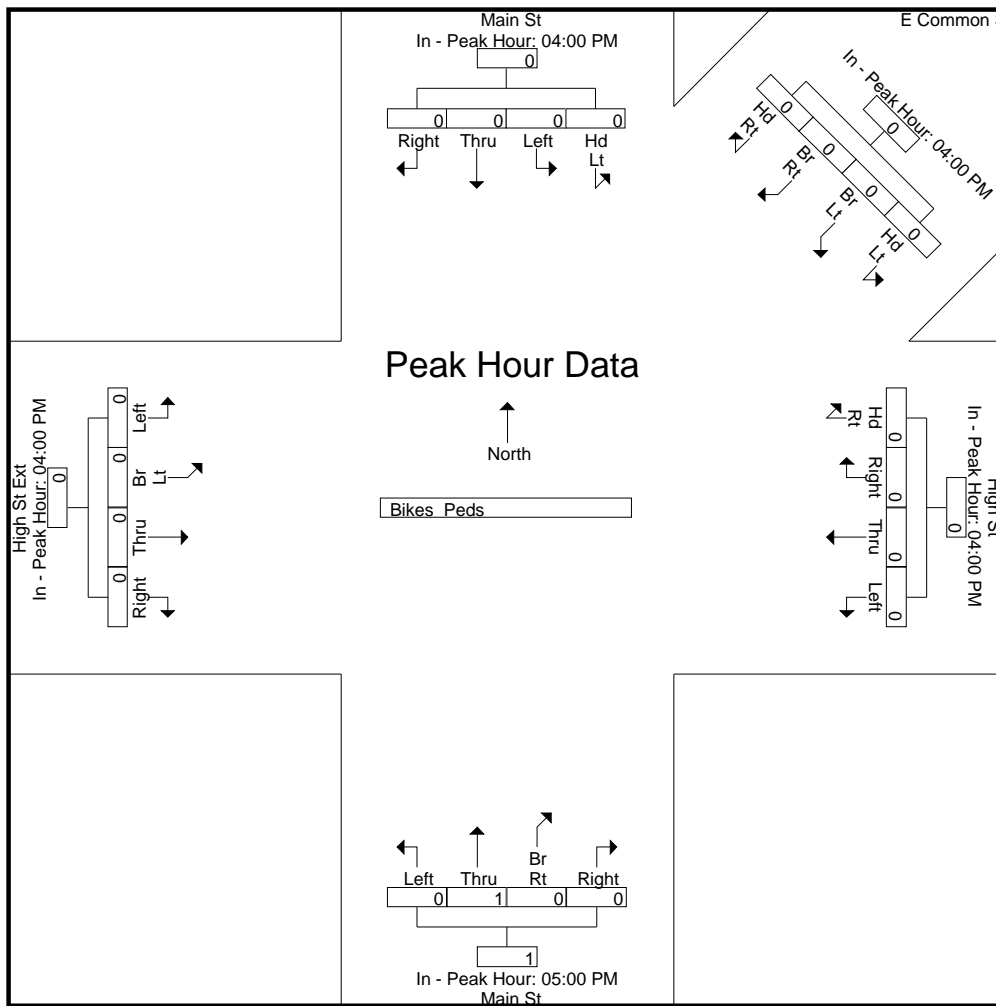 Main St
In - Peak Hour: 04:00 PM
0
0 0 0 0
Right Thru Left Hd
Lt
E Common
In - Peak Hour: 04:00 PM
0
0 0 0 0
Hd
Rt
Br
Rt
Br
Lt
Hd
Lt
Peak Hour Data
North
Bikes Peds
High St Ext
In - Peak Hour: 04:00 PM
0
0 0 0 0
Left
Br
Lt
Thru
Right
High St
In - Peak Hour: 04:00 PM
0
0 0 0 0
Hd
Rt
Right
Thru
Left
Br
Left Thru Rt Right
0 1 0 0
1
In - Peak Hour: 05:00 PM
Main St